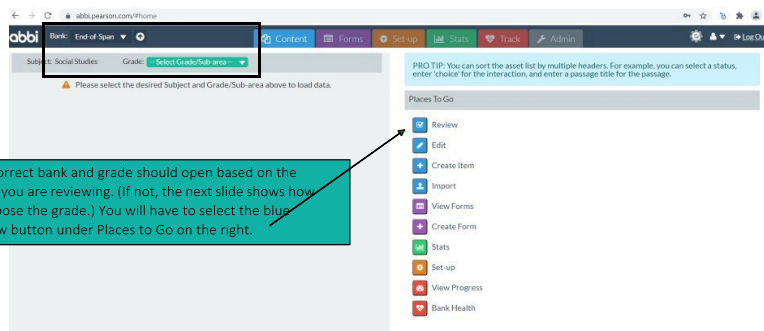 abbi.pearson.com/#home
abbi Bank: End-of-Span Content Forms Set-up Stats Track Admin Log Ou
Subject: Social Studies Grade: -- Select Grade/Sub-area --
Please select the desired Subject and Grade/Sub-area above to load data.
PRO TIP: You can sort the asset list by multiple headers. For example, you can select a status,
enter 'choice' for the interaction, and enter a passage title for the passage.
Places To Go
Review
Edit
Create Item
Import
View Forms
Create Form
Stats
Set-up
View Progress
Bank Health
orrect bank and grade should open based on the
you are reviewing. (If not, the next slide shows how
ose the grade.) You will have to select the blue
w button under Places to Go on the right.